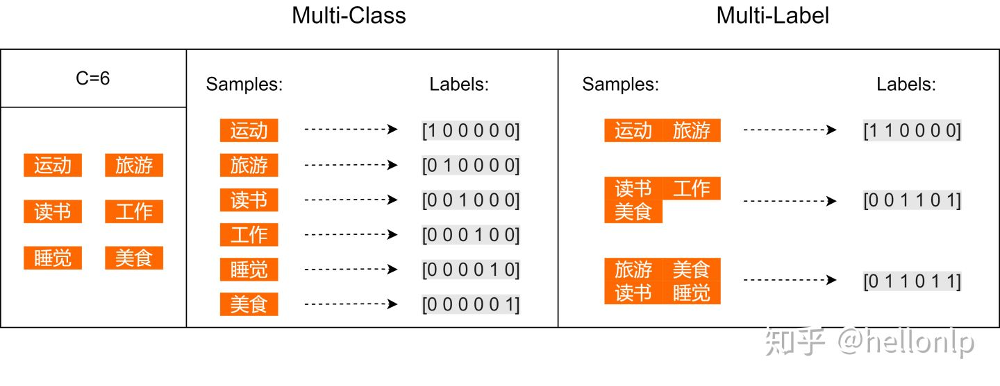 Multi-Class
Multi-Label
C=6
运动 旅游
读书 工作
睡觉 美食
Samples: Labels:
运动 [1 0 0 0 0 0]
旅游 [0 1 0 0 0 0]
读书 [0 0 1 0 0 0]
工作 [0 0 0 1 0 0]
睡觉 [0 0 0 0 1 0]
美食 [0 0 0 0 0 1]
Samples: Labels:
运动 旅游 [1 1 0 0 0 0]
读书 工作
美食
[0 0 1 1 0 1]
旅游 美食
读书 睡觉
[0 1 1 0 1 1]
知乎 @hellonlp